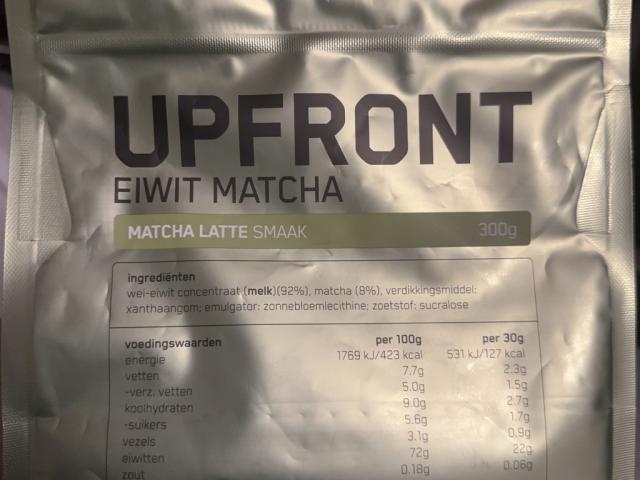 UPFRONT
EIWIT MATCHA
MATCHA LATTE SMAAK 300g
ingrediënten
wei-eiwit concentraat (melk)(92%), matcha (8%), verdikkingsmiddel:
xanthaangom; emulgator: zonnebloemlecithine; zoetstof: sucralose
voedingswaarden per 100g per 30g
energie 1769 kJ/423 kcal 531 kJ/127 kcal
vetten 7.7g 2.3g
-verz. vetten 5.0g 1.5g
koolhydraten 9.0g 2.7g
-suikers 5.6g 1.7g
vezels 3.1g 0.9g
eiwitten 72g 22g
zout 0.18g 0.06g